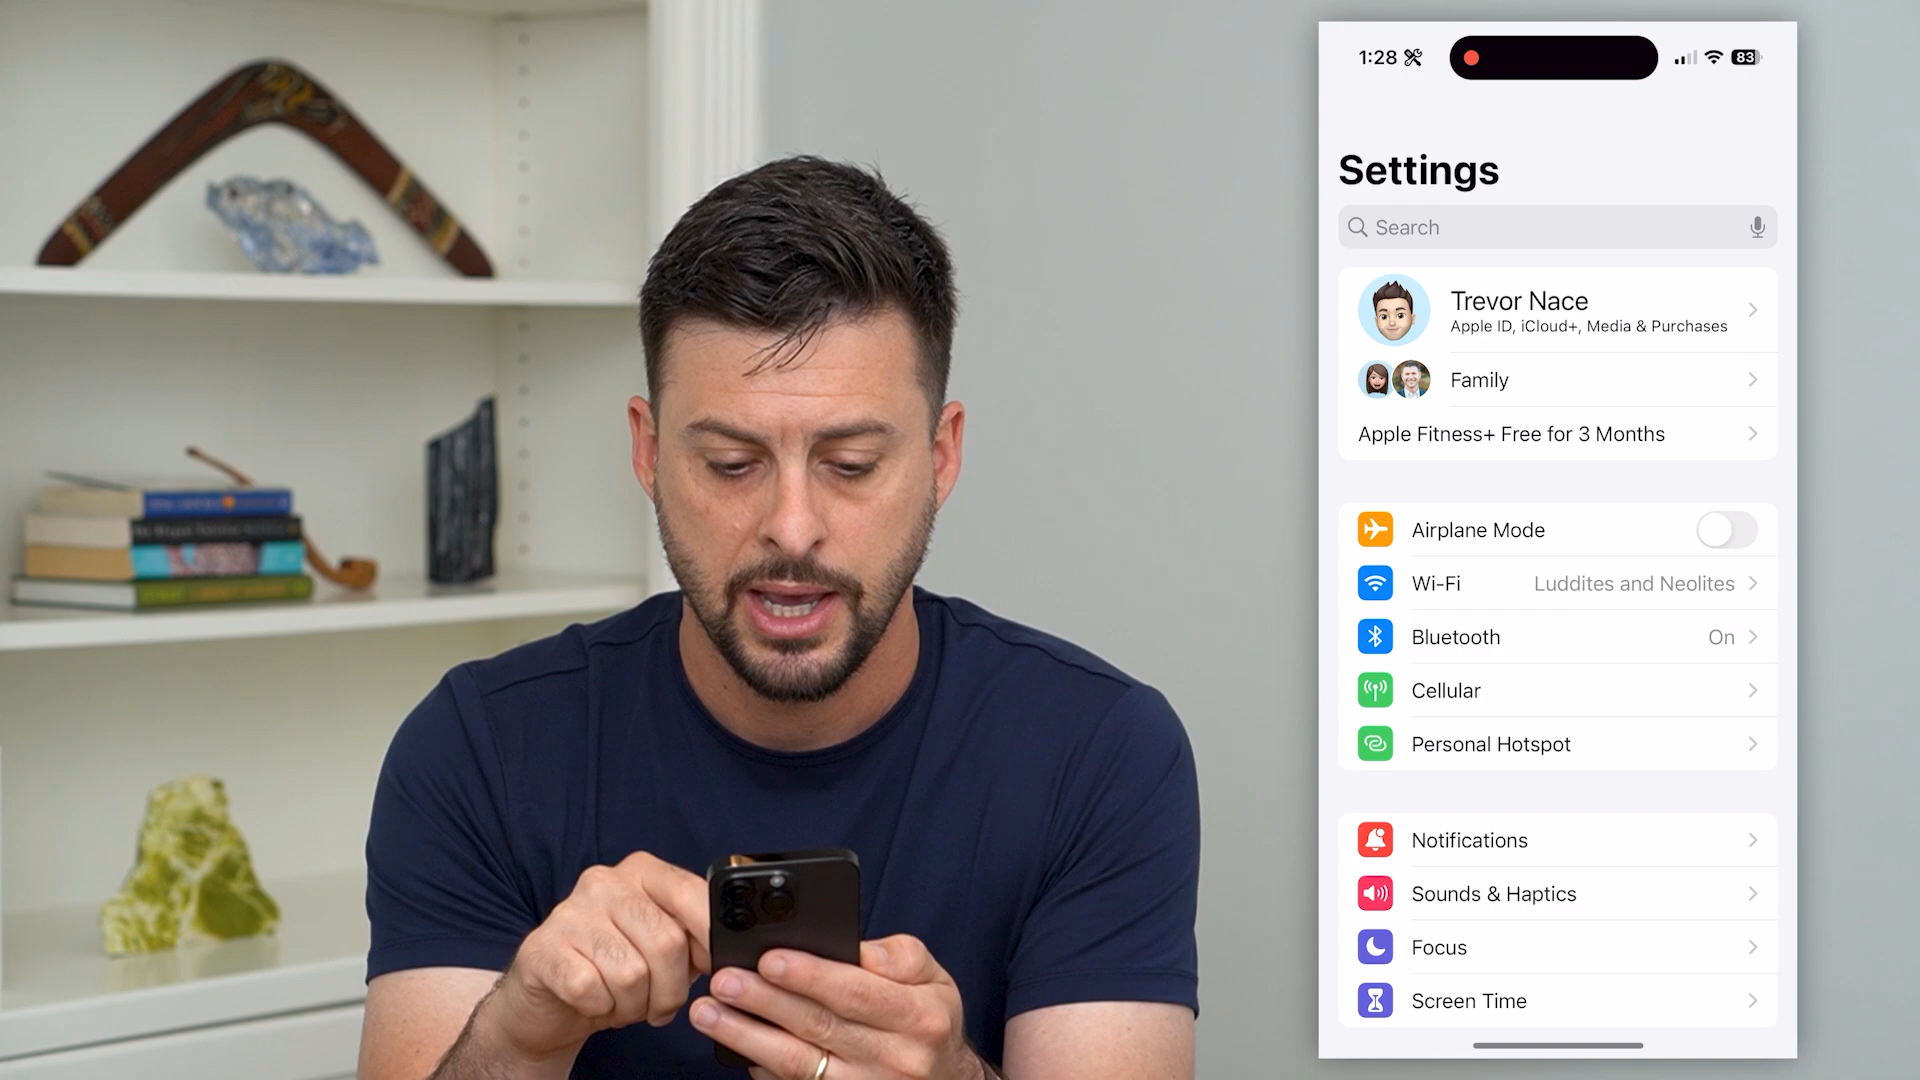 1:28
83
Settings
Search
Trevor Nace
Apple ID, iCloud+, Media & Purchases
Family
Apple Fitness+ Free for 3 Months
Airplane Mode
Wi-Fi Luddites and Neolites
Bluetooth On
Cellular
Personal Hotspot
Notifications
Sounds & Haptics
Focus
Screen Time